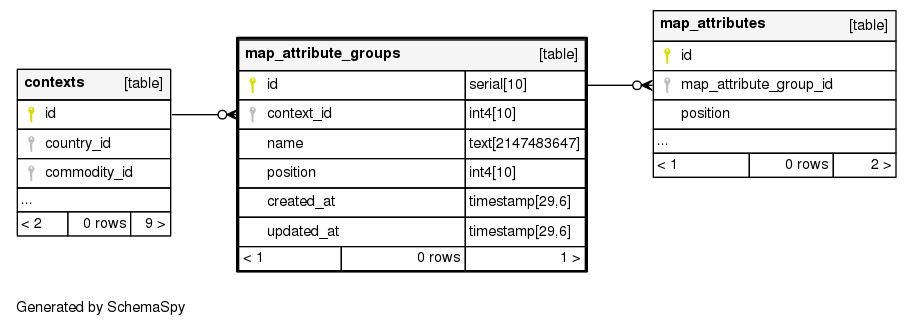 contexts [table]
id
country_id
commodity_id
...
< 2 0 rows 9 >
map_attribute_groups [table]
id serial[10]
context_id int4[10]
name text[2147483647]
position int4[10]
created_at timestamp[29,6]
updated_at timestamp[29,6]
< 1 0 rows 1 >
map_attributes [table]
id
map_attribute_group_id
position
...
< 1 0 rows 2 >
Generated by SchemaSpy